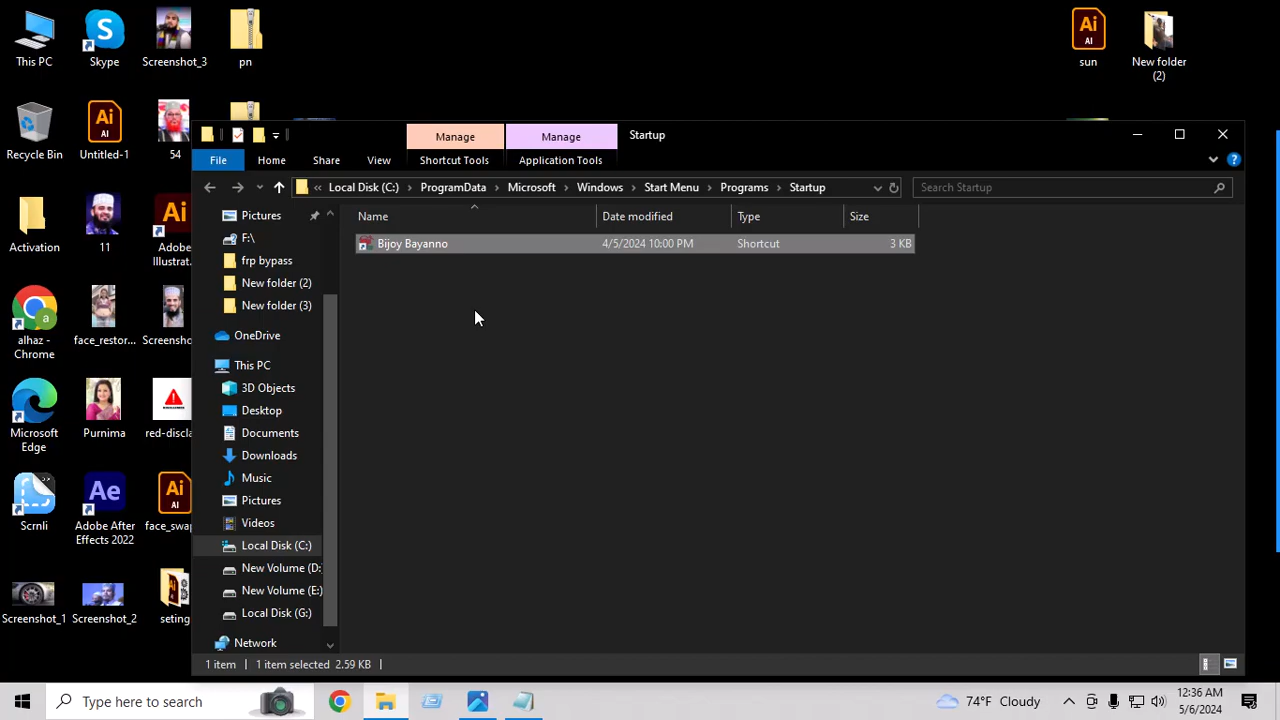 This PC
Skype
Screenshot_3
pn
sun
New folder
(2)
Recycle Bin
Untitled-1
54
Manage
Manage
Startup
File
Home
Share
View
Shortcut Tools
Application Tools
« Local Disk (C:) › ProgramData › Microsoft › Windows › Start Menu › Programs › Startup
Search Startup
Name
Date modified
Type
Size
Bijoy Bayanno
4/5/2024 10:00 PM
Shortcut
3 KB
Activation
11
Adobe
Illustrat...
alhaz -
Chrome
face_restor...
Screensho
Microsoft
Edge
Purnima
red-discla
Scrnli
Adobe After
Effects 2022
face_swap
Screenshot_1
Screenshot_2
seting
Pictures
F:\
frp bypass
New folder (2)
New folder (3)
OneDrive
This PC
3D Objects
Desktop
Documents
Downloads
Music
Pictures
Videos
Local Disk (C:)
New Volume (D:
New Volume (E:)
Local Disk (G:)
Network
1 item
1 item selected 2.59 KB
Type here to search
74°F Cloudy
12:36 AM
5/6/2024